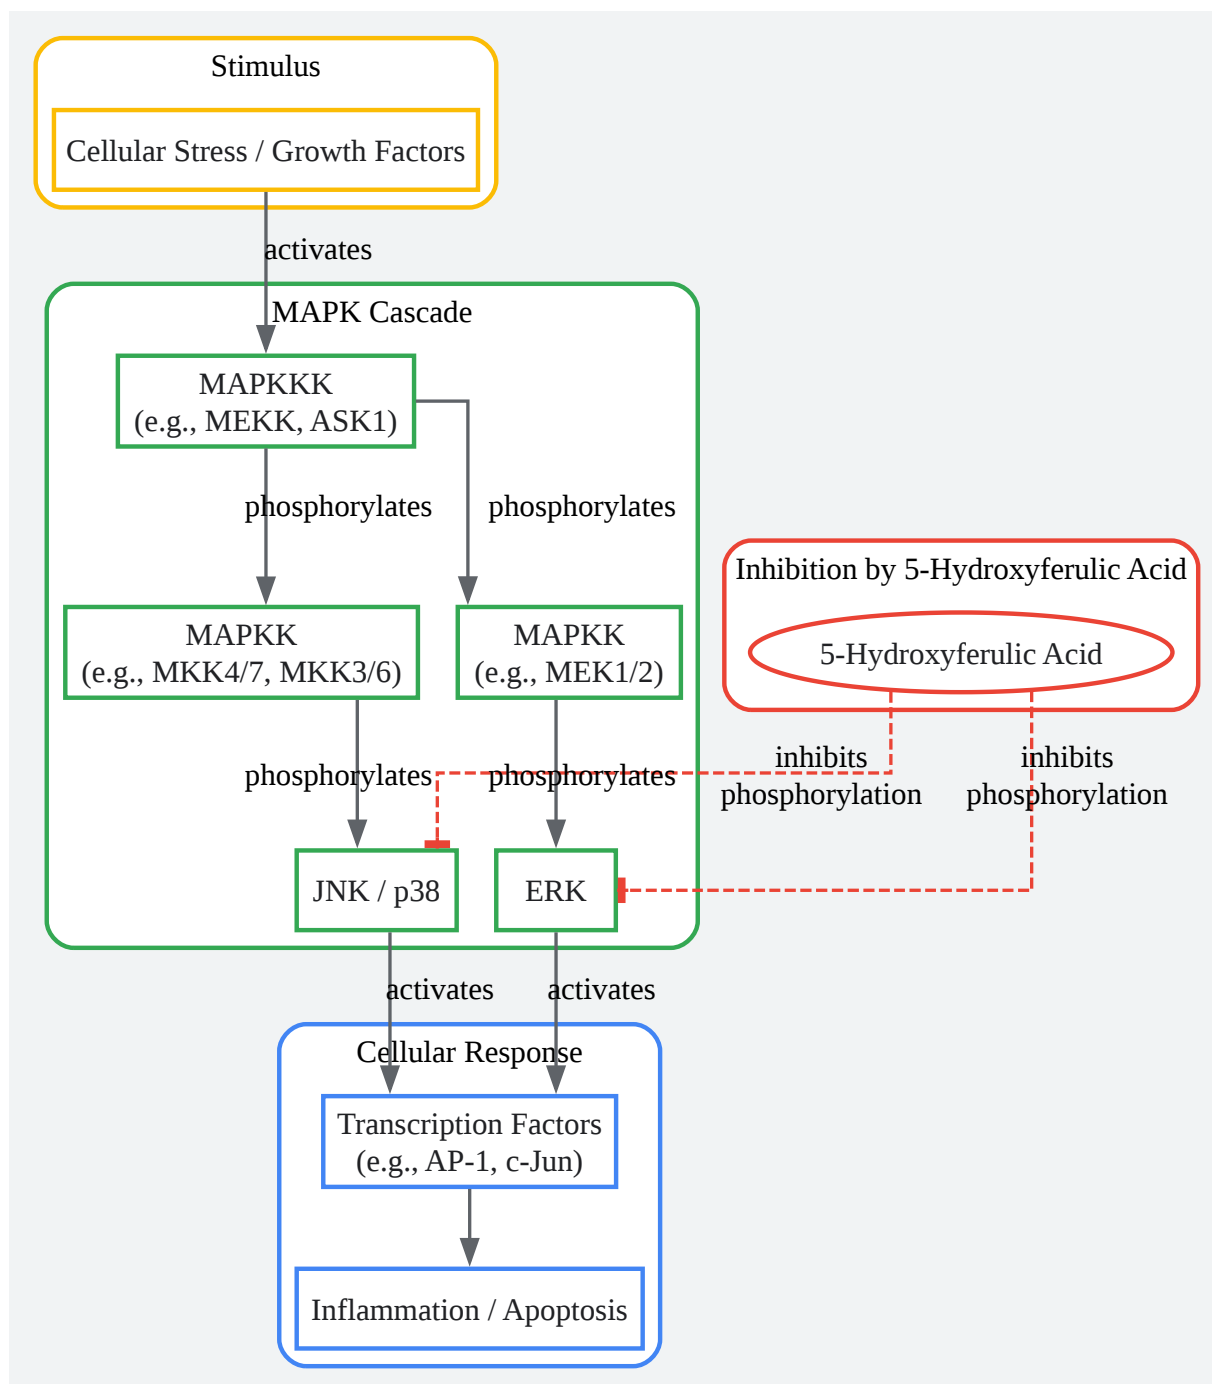 Stimulus
Cellular Stress / Growth Factors
activates
MAPK Cascade
MAPKKK
(e.g., MEKK, ASK1)
phosphorylates
phosphorylates
Inhibition by 5-Hydroxyferulic Acid
5-Hydroxyferulic Acid
MAPKK
(e.g., MKK4/7, MKK3/6)
MAPKK
(e.g., MEK1/2)
phosphorylates
phosphorylates
inhibits
phosphorylation
inhibits
phosphorylation
JNK / p38
ERK
activates
activates
Cellular Response
Transcription Factors
(e.g., AP-1, c-Jun)
Inflammation / Apoptosis